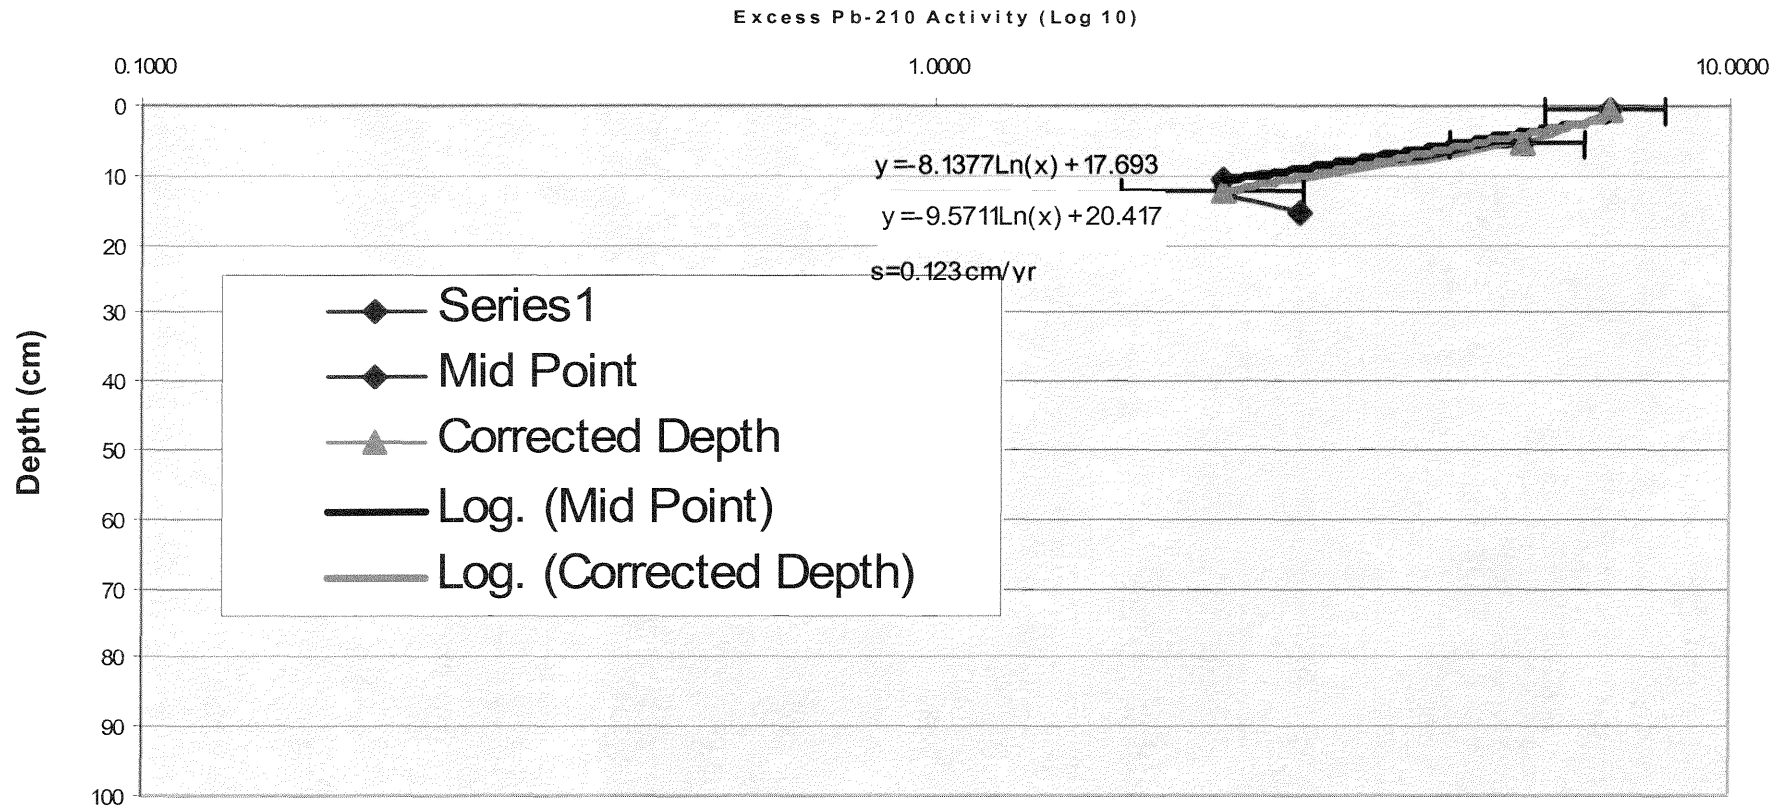 Excess Pb-210 Activity (Log 10)
0.1000 1.0000 10.0000
0
y=-8.1377Ln(x)+17.693
10
y=-9.5711Ln(x)+20.417
20
s=0.123cm/yr
Series1
30
Mid Point
40
Depth (cm)
Corrected Depth
50
Log. (Mid Point)
60
Log. (Corrected Depth)
70
80
90
100